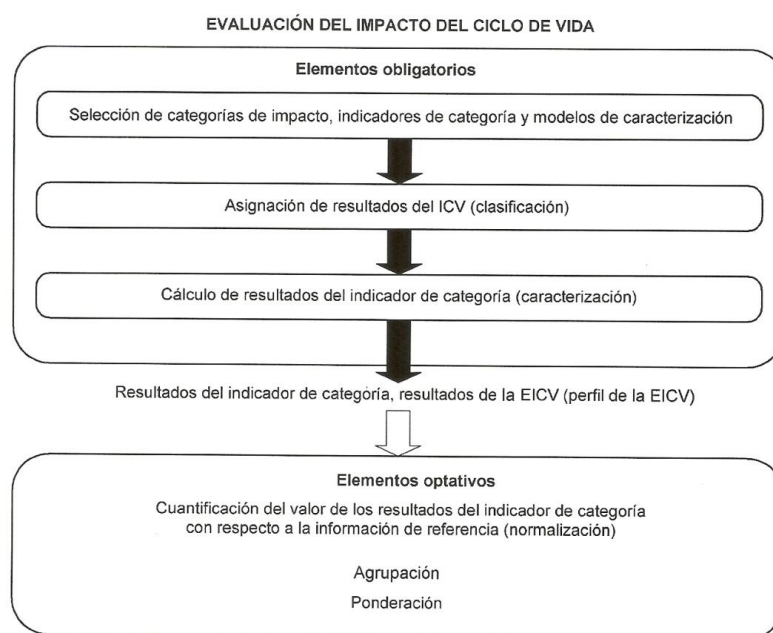 EVALUACIÓN DEL IMPACTO DEL CICLO DE VIDA
Elementos obligatorios
Selección de categorías de impacto, indicadores de categoría y modelos de caracterización
Asignación de resultados del ICV (clasificación)
Cálculo de resultados del indicador de categoría (caracterización)
Resultados del indicador de categoría, resultados de la EICV (perfil de la EICV)
Elementos optativos
Cuantificación del valor de los resultados del indicador de categoría
con respecto a la información de referencia (normalización)
Agrupación
Ponderación